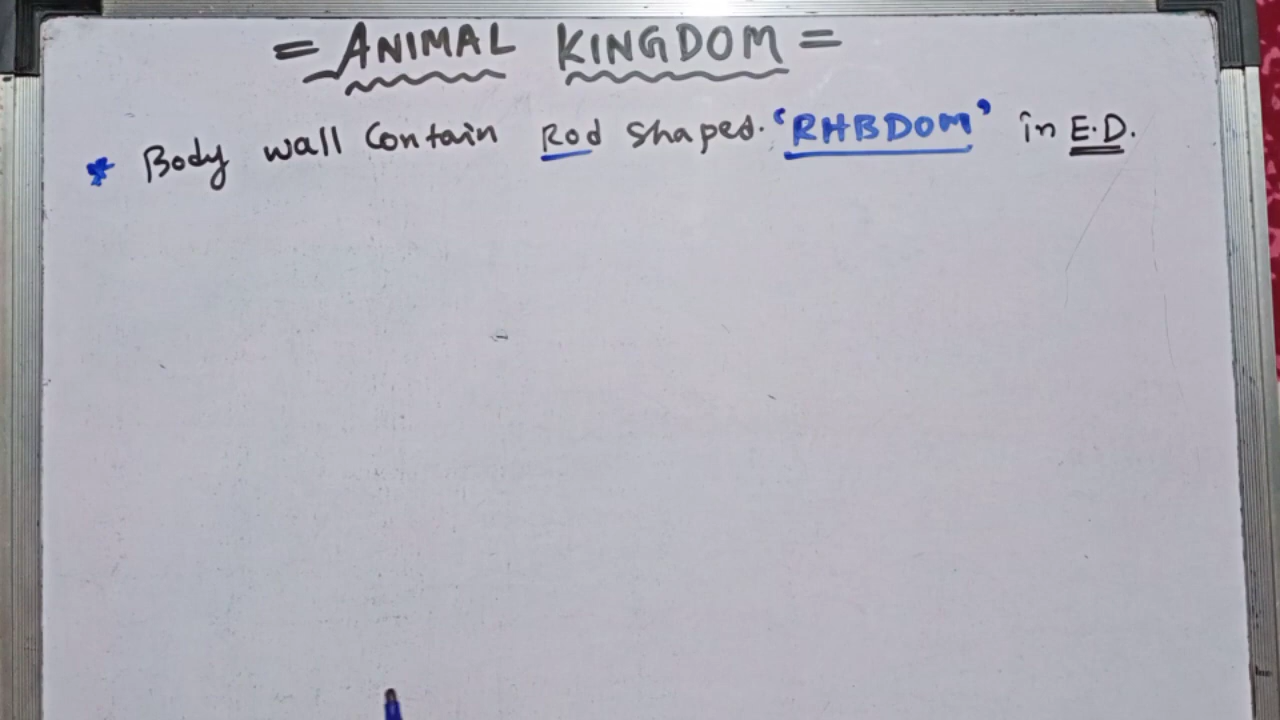 = ANIMAL KINGDOM =
* Body wall Contain Rod shaped. 'RHBDOM' in E.D.